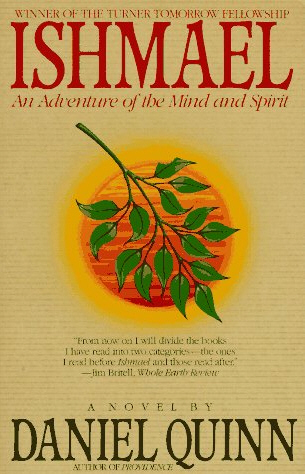 WINNER OF THE TURNER TOMORROW FELLOWSHIP
ISHMAEL
An Adventure of the Mind and Spirit
"From now on I will divide the books
I have read into two categories—the ones
I read before Ishmael and those read after."
—Jim Britell, Whole Earth Review
A NOVEL BY
DANIEL QUINN
AUTHOR OF PROVIDENCE